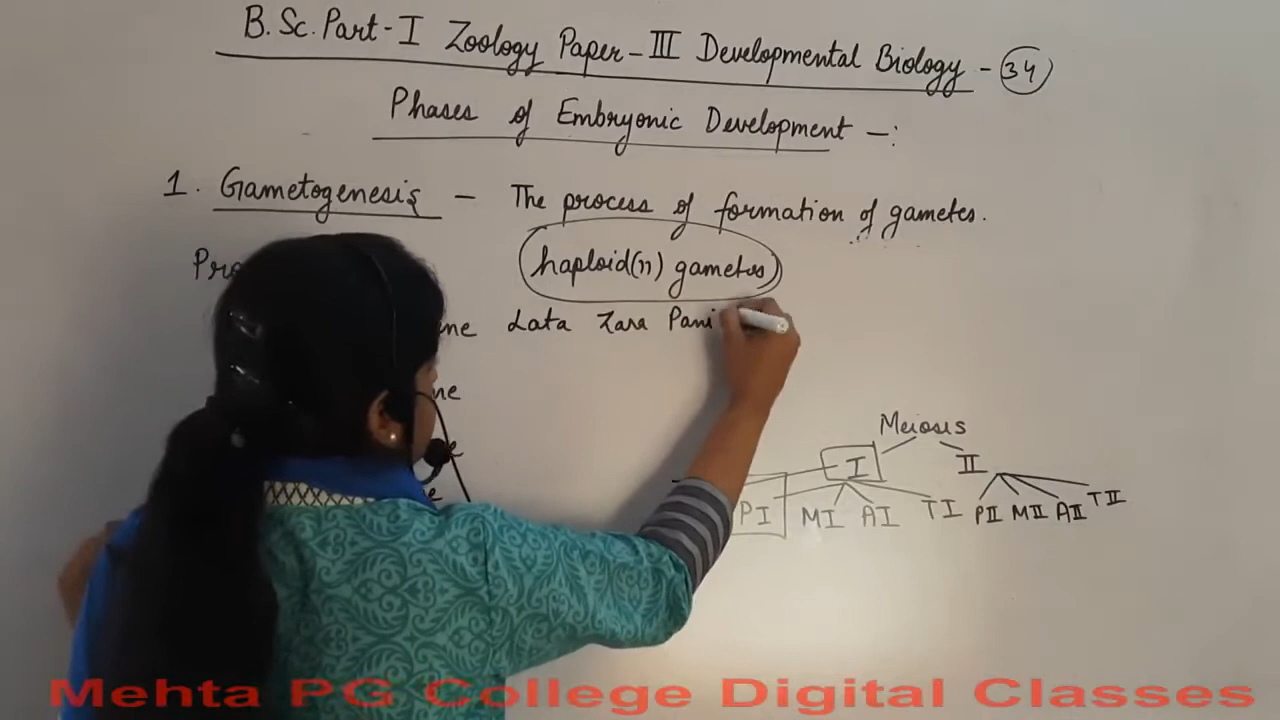 B.Sc. Part-I Zoology Paper-III Developmental Biology - 34
Phases of Embryonic Development -:
1. Gametogenesis - The process of formation of gametes.
haploid(n) gametes
Lata Zara Pani
Meiosis
I II
PI MI AI TI PII MII AII TII
Mehta PG College Digital Classes